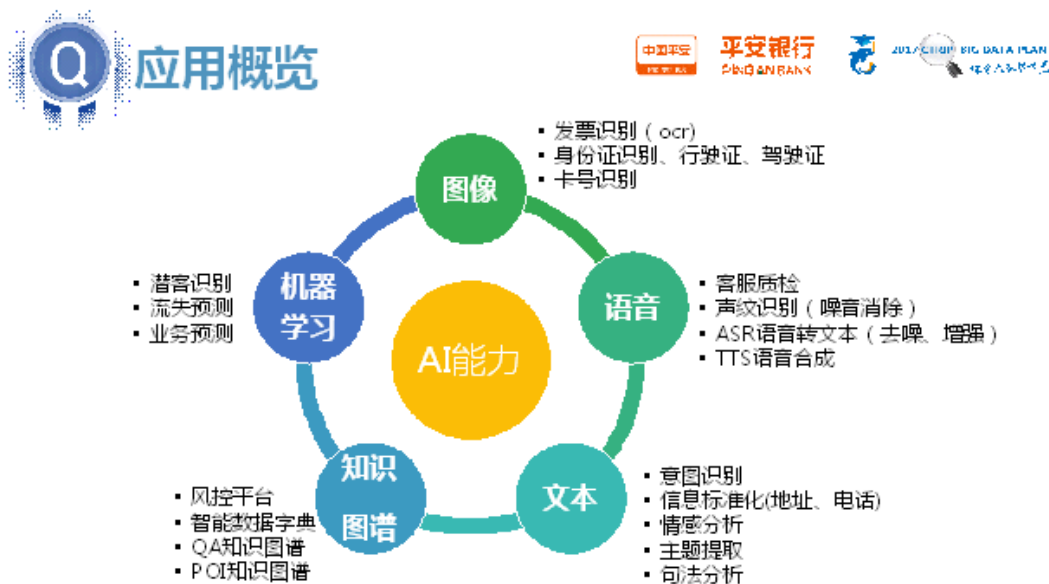 Q
应用概览
中国平安
平安银行
PINGAN BANK
BIG DATA PLAN
图像
▪ 发票识别（ocr)
▪ 身份证识别、行驶证、驾驶证
▪ 卡号识别
机器
学习
▪ 潜客识别
▪ 流失预测
▪ 业务预测
语音
▪ 客服质检
▪ 声纹识别（噪音消除）
▪ ASR语音转文本（去噪、增强）
▪ TTS语音合成
AI能力
知识
图谱
▪ 风控平台
▪ 智能数据字典
▪ QA知识图谱
▪ POI知识图谱
文本
▪ 意图识别
▪ 信息标准化(地址、电话)
▪ 情感分析
▪ 主题提取
▪ 句法分析